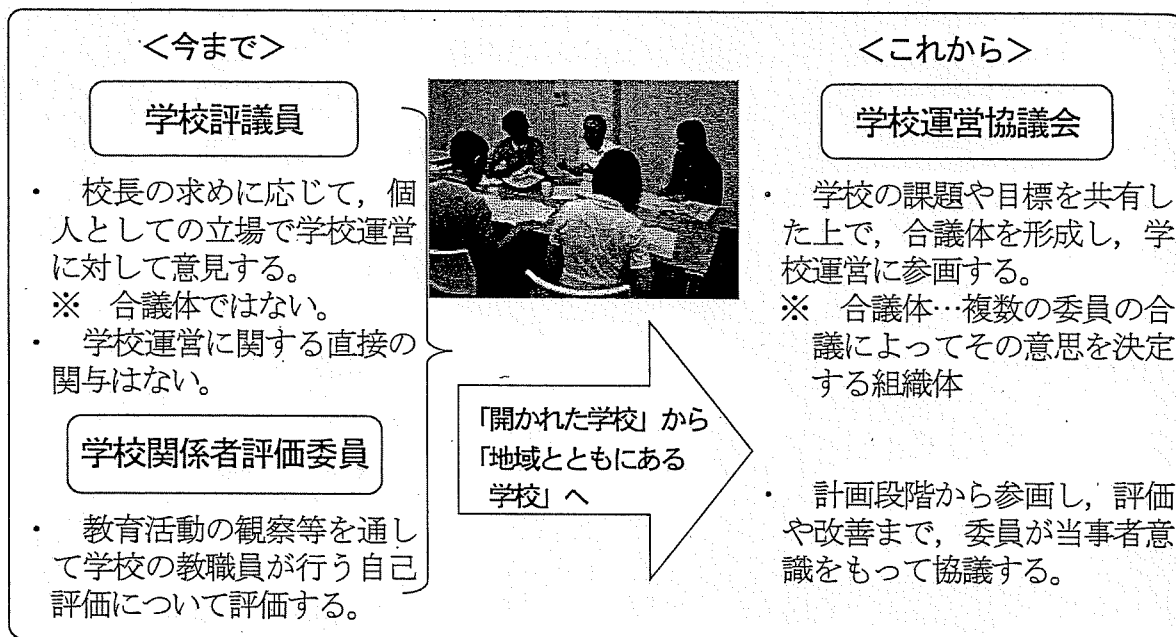 ＜今まで＞
学校評議員
・ 校長の求めに応じて，個
人としての立場で学校運営
に対して意見する。
※ 合議体ではない。
・ 学校運営に関する直接の
関与はない。
学校関係者評価委員
・ 教育活動の観察等を通し
て学校の教職員が行う自己
評価について評価する。
「開かれた学校」から
「地域とともにある
学校」へ
＜これから＞
学校運営協議会
・ 学校の課題や目標を共有し
た上で，合議体を形成し，学
校運営に参画する。
※ 合議体…複数の委員の合
議によってその意思を決定
する組織体
・ 計画段階から参画し，評価
や改善まで，委員が当事者意
識をもって協議する。